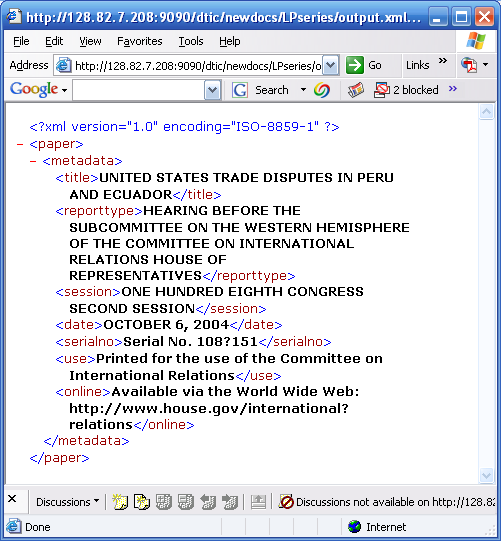 http://128.82.7.208:9090/dtic/newdocs/LPseries/output.xml...
File Edit View Favorites Tools Help
Address http://128.82.7.208:9090/dtic/newdocs/LPseries/o Go Links »
Google G Search 2 blocked »
<?xml version="1.0" encoding="ISO-8859-1" ?>
- <paper>
- <metadata>
<title>UNITED STATES TRADE DISPUTES IN PERU
AND ECUADOR</title>
<reporttype>HEARING BEFORE THE
SUBCOMMITTEE ON THE WESTERN HEMISPHERE
OF THE COMMITTEE ON INTERNATIONAL
RELATIONS HOUSE OF
REPRESENTATIVES</reporttype>
<session>ONE HUNDRED EIGHTH CONGRESS
SECOND SESSION</session>
<date>OCTOBER 6, 2004</date>
<serialno>Serial No. 108?151</serialno>
<use>Printed for the use of the Committee on
International Relations</use>
<online>Available via the World Wide Web:
http://www.house.gov/international?
relations</online>
</metadata>
</paper>
× Discussions Discussions not available on http://128.82
Done Internet